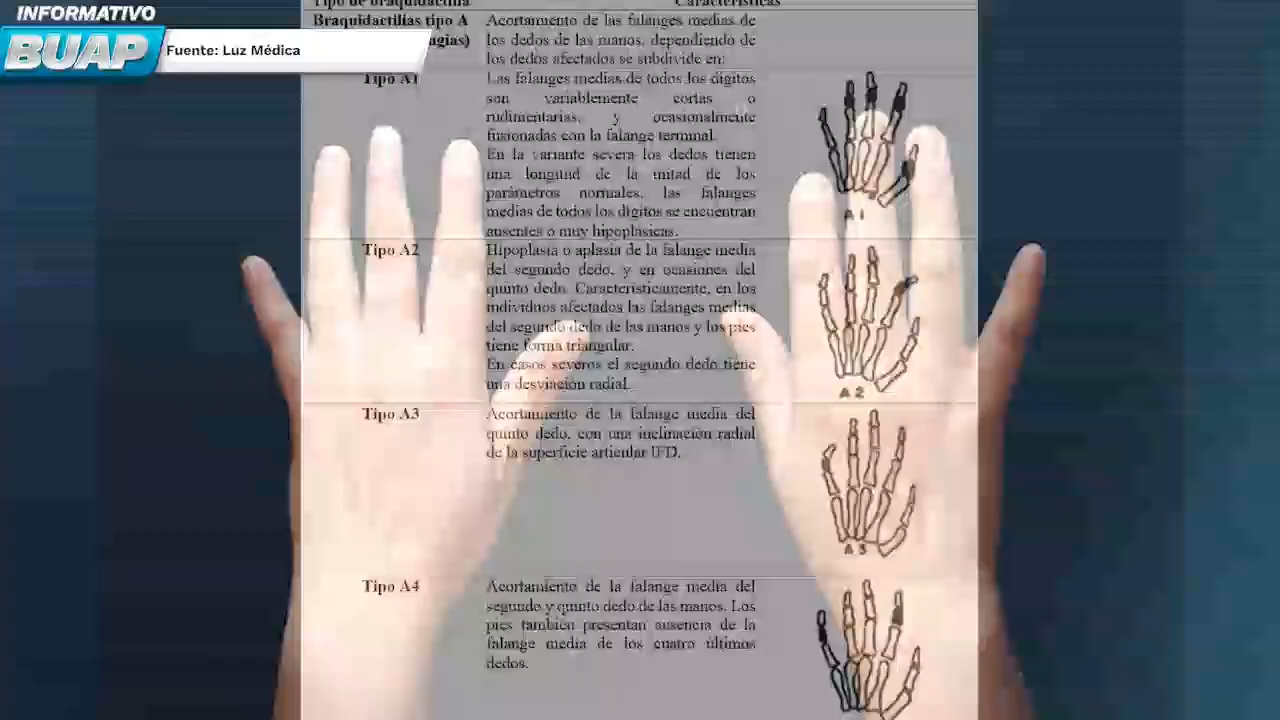 INFORMATIVO
BUAP
Fuente: Luz Médica
Tipo de braquidactilia
Características
Braquidactilias tipo A
Acortamiento de las falanges medias de
los dedos de las manos, dependiendo de
los dedos afectados se subdivide en:
Tipo A1
Las falanges medias de todos los dígitos
son variablemente cortas o
rudimentarias, y ocasionalmente
fusionadas con la falange terminal.
En la variante severa los dedos tienen
una longitud de la mitad de los
parámetros normales, las falanges
medias de todos los dígitos se encuentran
ausentes o muy hipoplásicas.
A 1
Tipo A2
Hipoplasia o aplasia de la falange media
del segundo dedo, y en ocasiones del
quinto dedo. Característicamente, en los
individuos afectados las falanges medias
del segundo dedo de las manos y los pies
tiene forma triangular.
En casos severos el segundo dedo tiene
una desviación radial.
A 2
Tipo A3
Acortamiento de la falange media del
quinto dedo, con una inclinación radial
de la superficie articular IFD.
A 3
Tipo A4
Acortamiento de la falange media del
segundo y quinto dedo de las manos. Los
pies también presentan ausencia de la
falange media de los cuatro últimos
dedos.